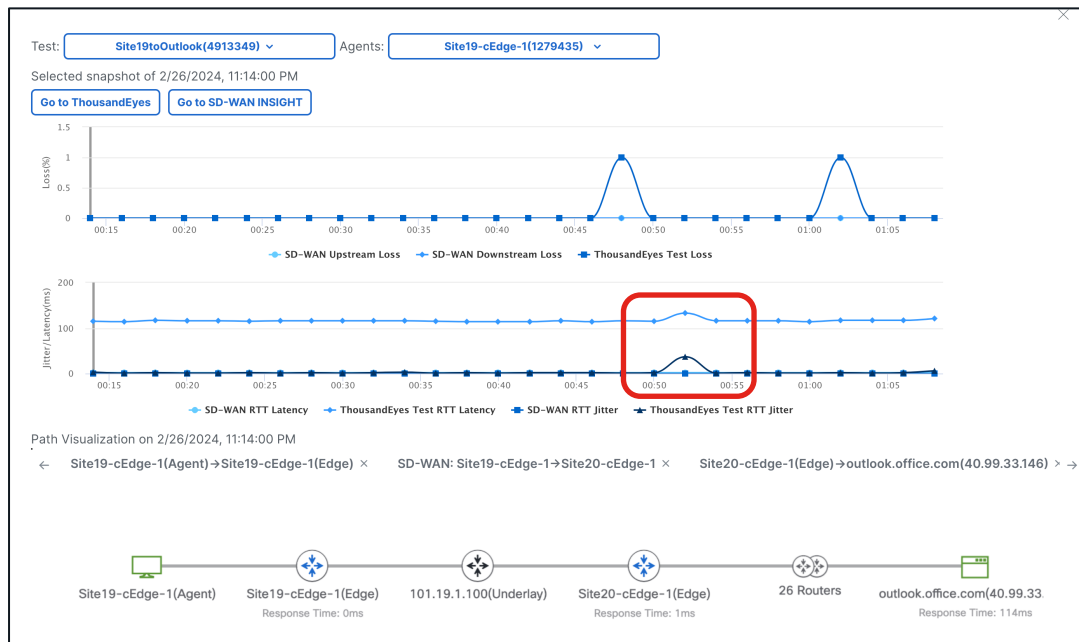 Test: Site19toOutlook(4913349) Agents: Site19-cEdge-1(1279435)
Selected snapshot of 2/26/2024, 11:14:00 PM
Go to ThousandEyes Go to SD-WAN INSIGHT
Loss(%)
1.5
1
0.5
0
00:15 00:20 00:25 00:30 00:35 00:40 00:45 00:50 00:55 01:00 01:05
SD-WAN Upstream Loss SD-WAN Downstream Loss ThousandEyes Test Loss
Jitter/Latency(ms)
200
100
0
00:15 00:20 00:25 00:30 00:35 00:40 00:45 00:50 00:55 01:00 01:05
SD-WAN RTT Latency ThousandEyes Test RTT Latency SD-WAN RTT Jitter ThousandEyes Test RTT Jitter
Path Visualization on 2/26/2024, 11:14:00 PM
← Site19-cEdge-1(Agent)→Site19-cEdge-1(Edge) × SD-WAN: Site19-cEdge-1→Site20-cEdge-1 × Site20-cEdge-1(Edge)→outlook.office.com(40.99.33.146) →
Site19-cEdge-1(Agent) Site19-cEdge-1(Edge) 101.19.1.100(Underlay) Site20-cEdge-1(Edge) 26 Routers outlook.office.com(40.99.33.
Response Time: 0ms Response Time: 1ms Response Time: 114ms